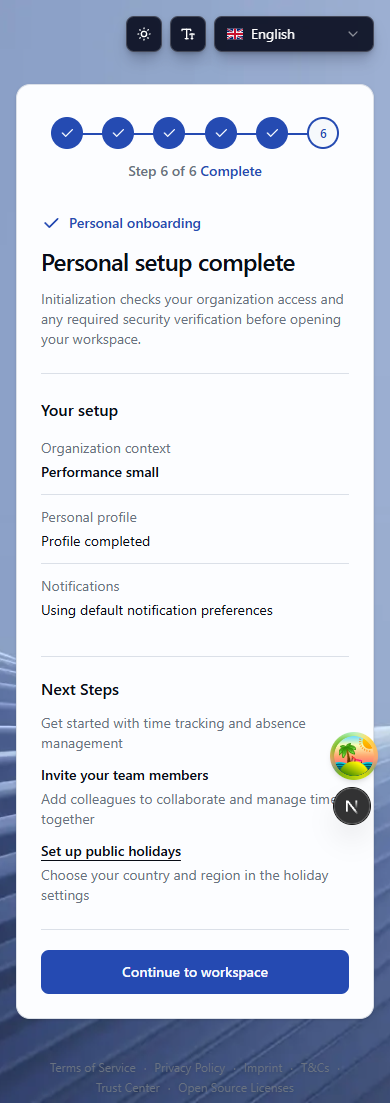 English
6
Step 6 of 6 Complete
Personal onboarding
Personal setup complete
Initialization checks your organization access and
any required security verification before opening
your workspace.
Your setup
Organization context
Performance small
Personal profile
Profile completed
Notifications
Using default notification preferences
Next Steps
Get started with time tracking and absence
management
Invite your team members
Add colleagues to collaborate and manage time
together
Set up public holidays
Choose your country and region in the holiday
settings
N
Continue to workspace
Terms of Service · Privacy Policy · Imprint · T&Cs ·
Trust Center · Open Source Licenses